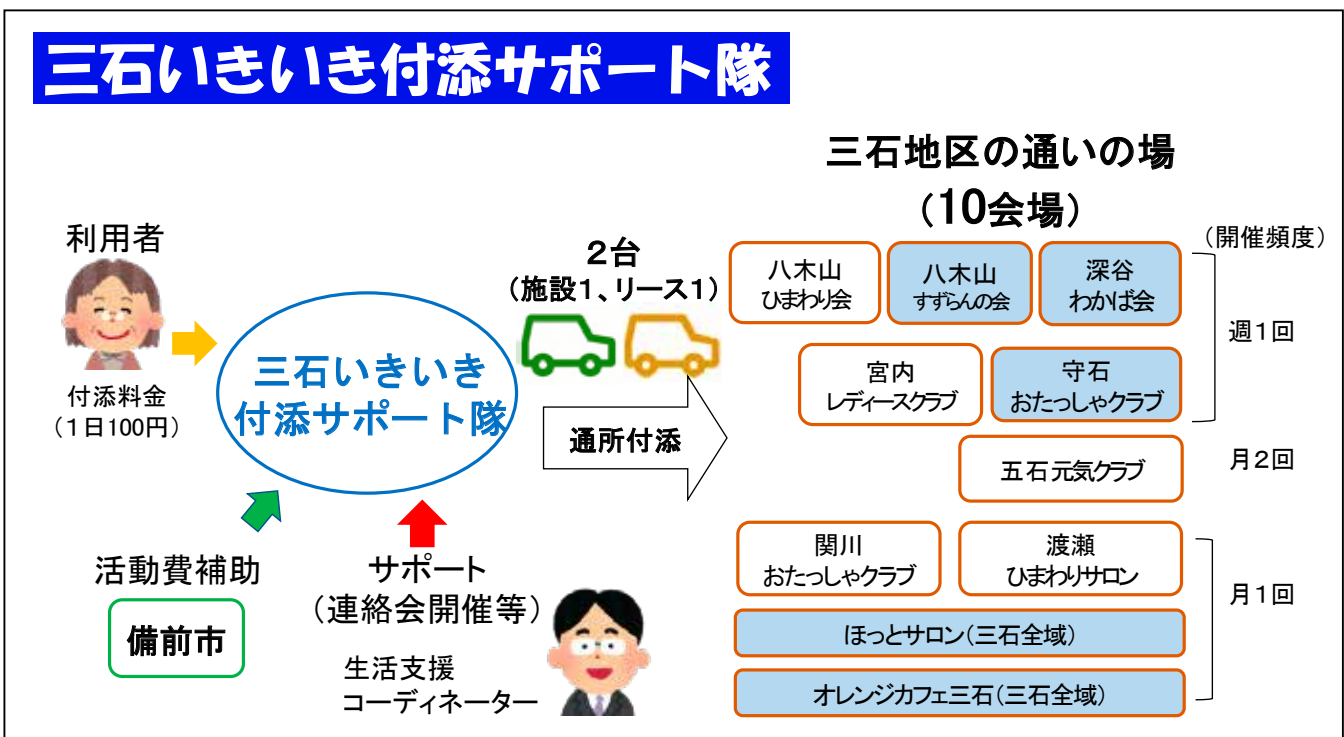 三石いきいき付添サポート隊
三石地区の通いの場
（10会場）
（開催頻度）
利用者
付添料金
（１日100円）
２台
（施設１、リース１）
三石いきいき
付添サポート隊
通所付添
八木山
ひまわり会
八木山
すずらんの会
深谷
わかば会
週１回
宮内
レディースクラブ
守石
おたっしゃクラブ
五石元気クラブ
月２回
関川
おたっしゃクラブ
渡瀬
ひまわりサロン
月１回
ほっとサロン（三石全域）
オレンジカフェ三石（三石全域）
活動費補助
備前市
サポート
（連絡会開催等）
生活支援
コーディネーター